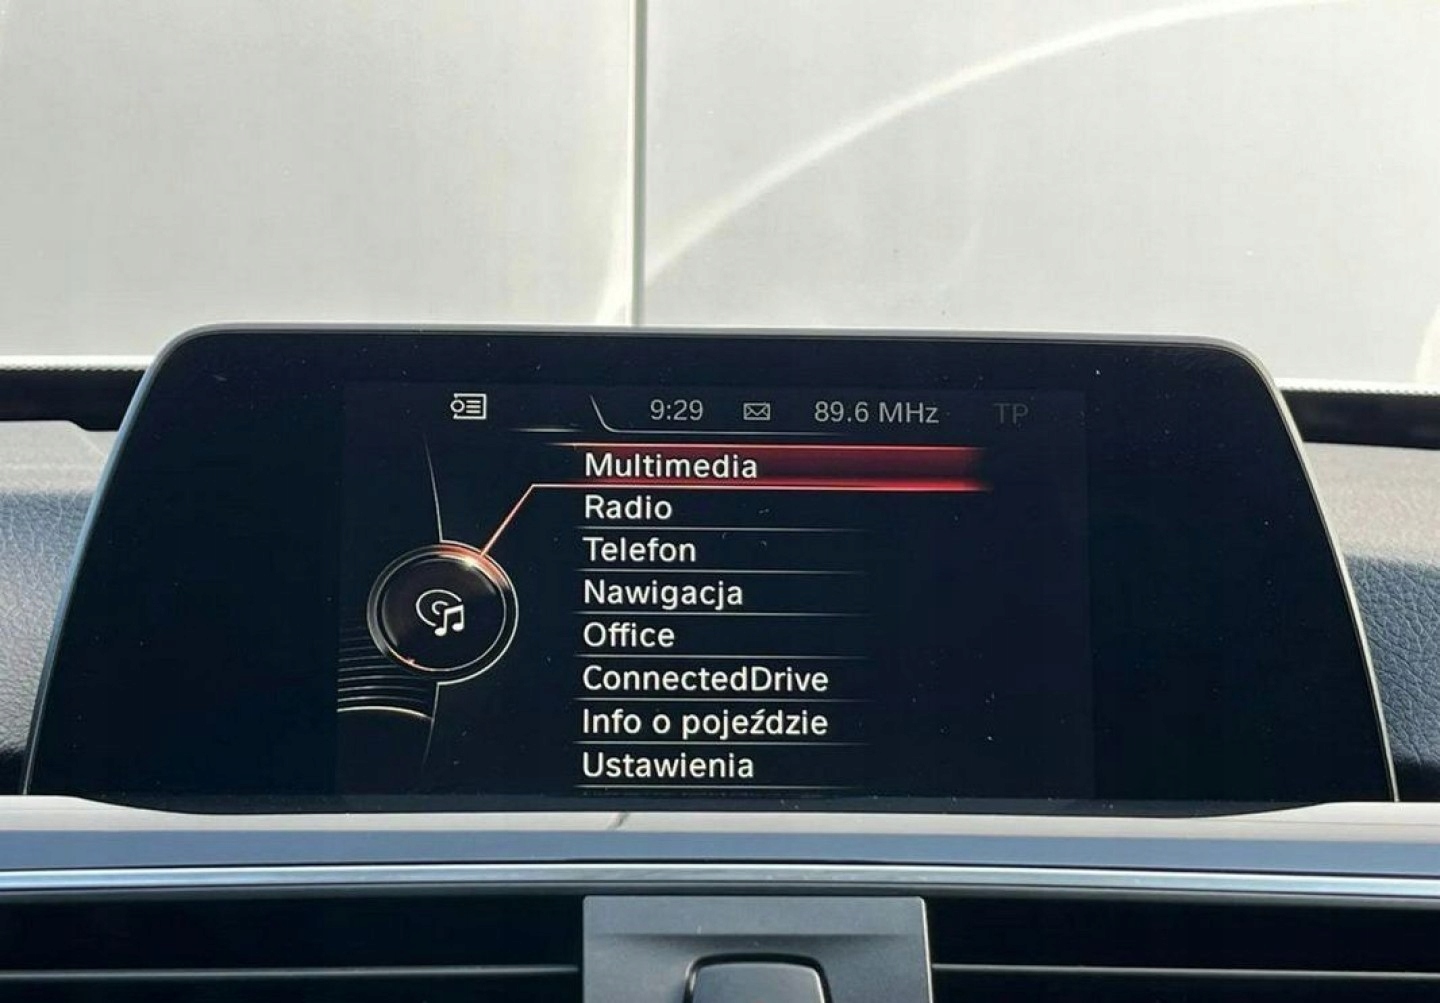 9:29 89.6 MHz TP
Multimedia
Radio
Telefon
Nawigacja
Office
ConnectedDrive
Info o pojeździe
Ustawienia